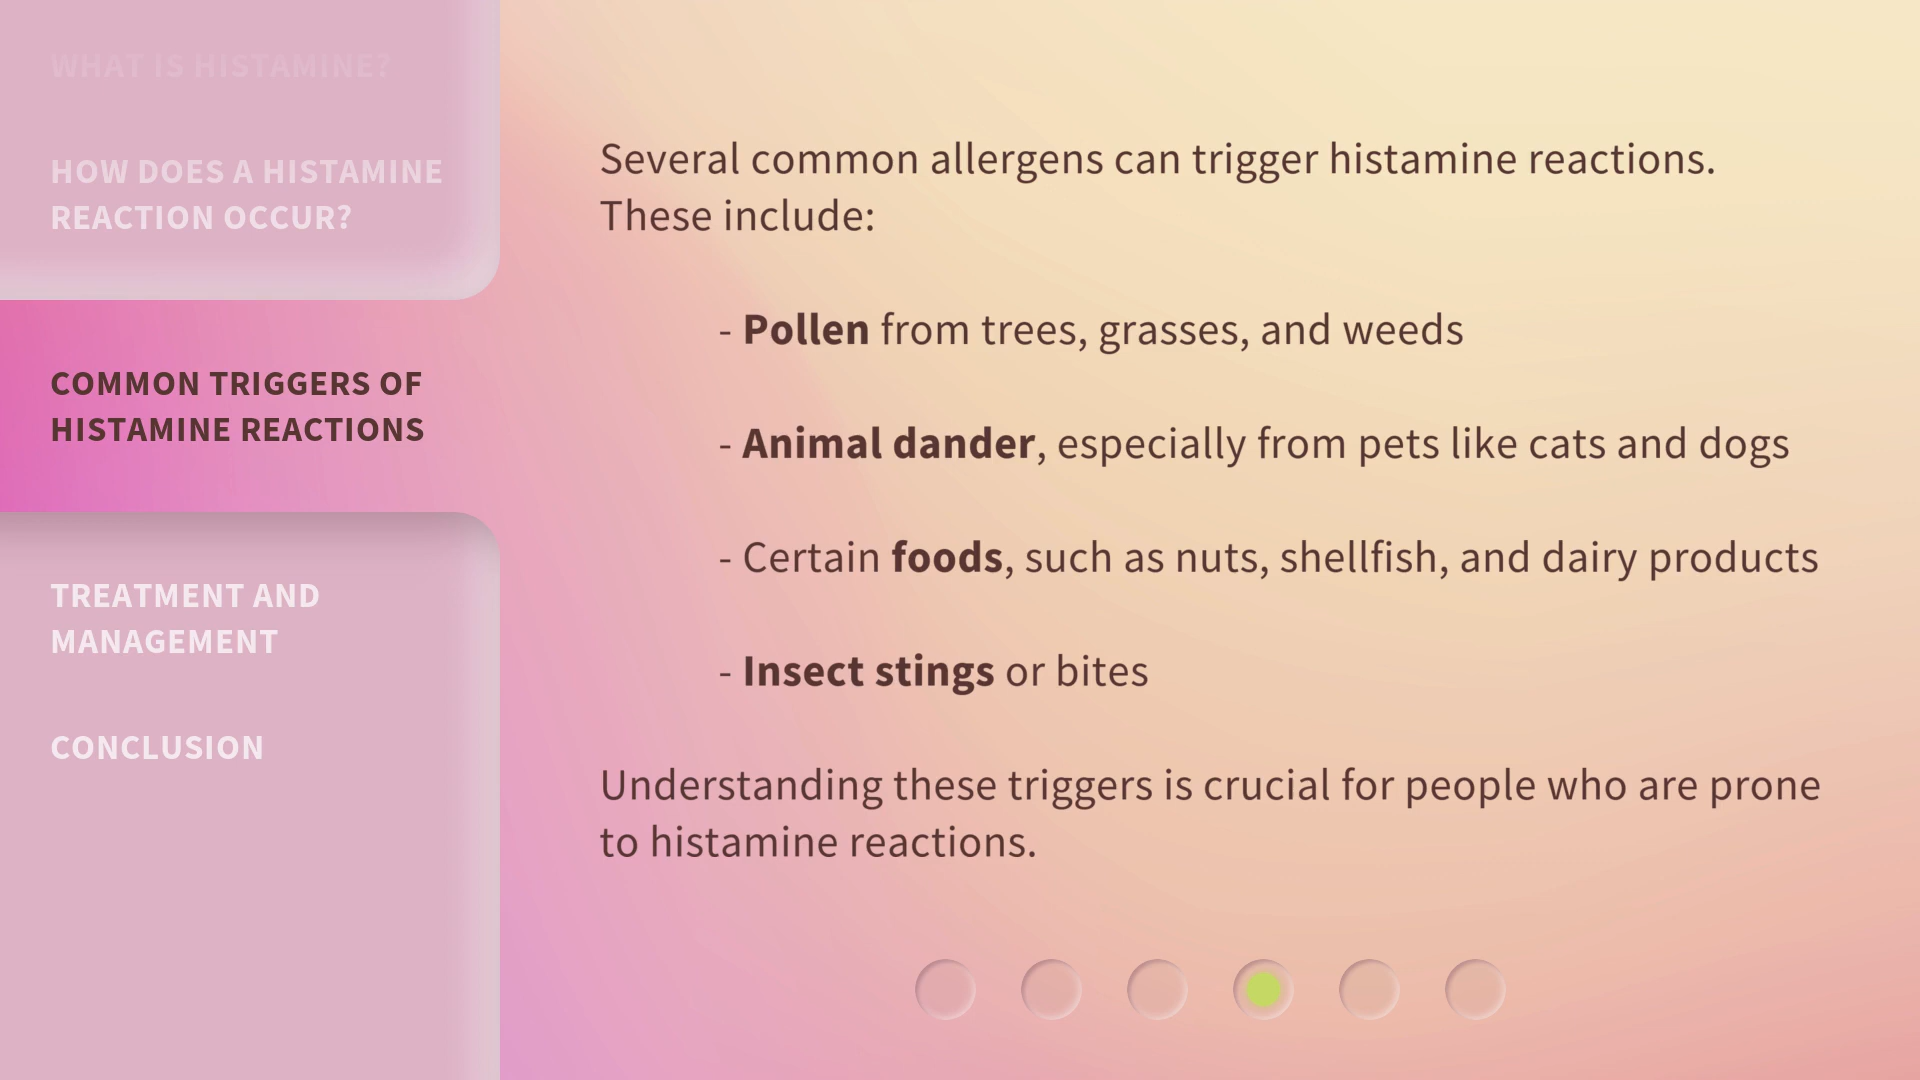 WHAT IS HISTAMINE?
HOW DOES A HISTAMINE
REACTION OCCUR?
COMMON TRIGGERS OF
HISTAMINE REACTIONS
TREATMENT AND
MANAGEMENT
CONCLUSION
Several common allergens can trigger histamine reactions.
These include:
- Pollen from trees, grasses, and weeds
- Animal dander, especially from pets like cats and dogs
- Certain foods, such as nuts, shellfish, and dairy products
- Insect stings or bites
Understanding these triggers is crucial for people who are prone
to histamine reactions.